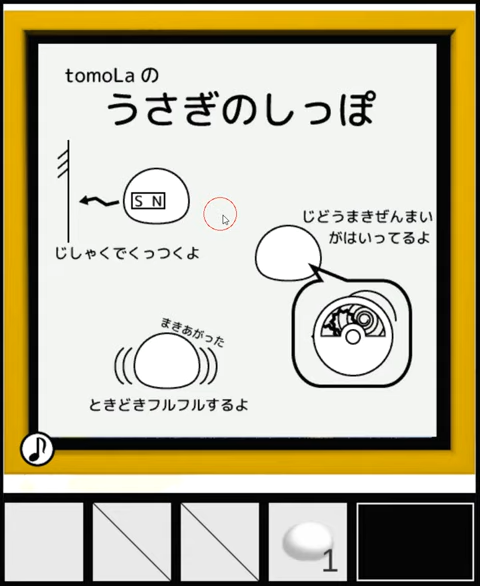 tomoLa の
うさぎのしっぽ
S N
じしゃくでくっつくよ
じどうまきぜんまい
がはいってるよ
まきあがった
ときどきフルフルするよ
1